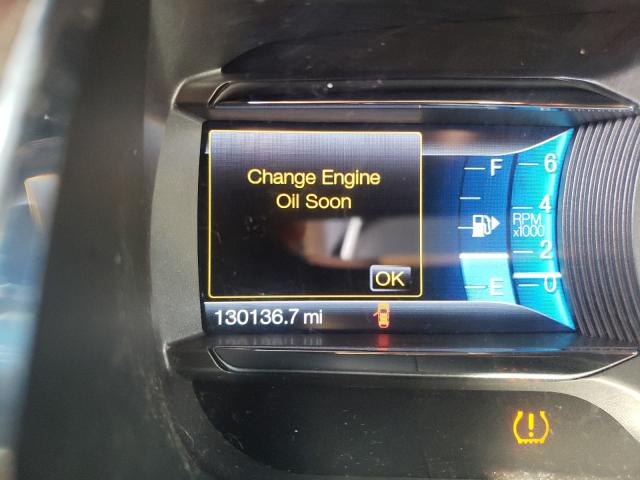 Change Engine
Oil Soon
OK
130136.7 mi
F
E
6
4
RPM
x1000
2
0